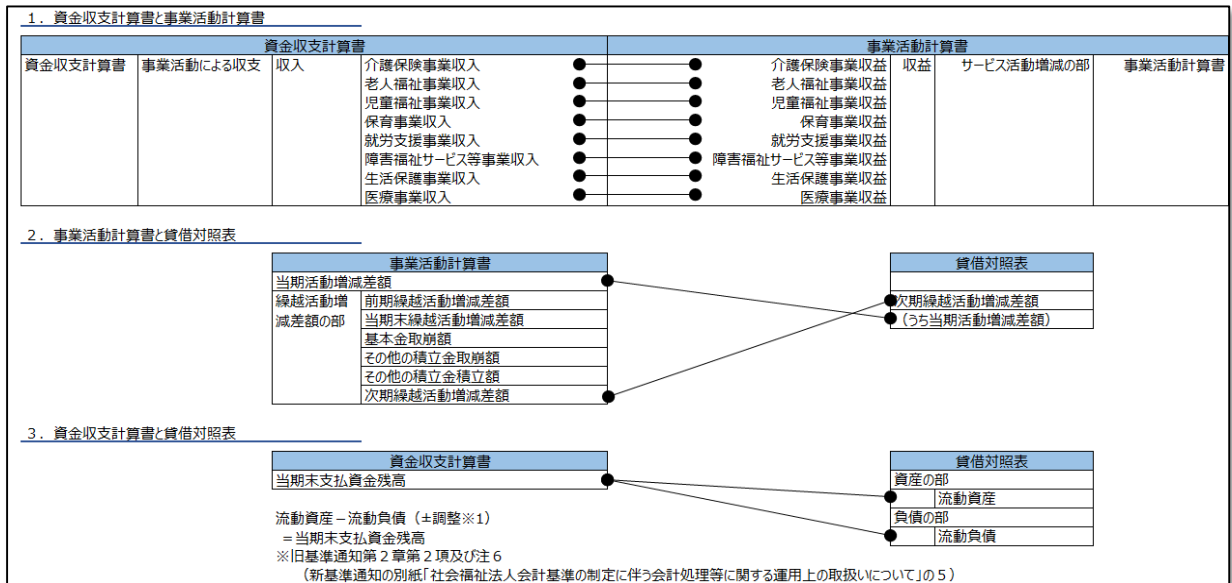 1．資金収支計算書と事業活動計算書
資金収支計算書 事業活動計算書
資金収支計算書 事業活動による収支 収入 介護保険事業収入 介護保険事業収益 収益 サービス活動増減の部 事業活動計算書
老人福祉事業収入 老人福祉事業収益
児童福祉事業収入 児童福祉事業収益
保育事業収入 保育事業収益
就労支援事業収入 就労支援事業収益
障害福祉サービス等事業収入 障害福祉サービス等事業収益
生活保護事業収入 生活保護事業収益
医療事業収入 医療事業収益
2．事業活動計算書と貸借対照表
事業活動計算書 貸借対照表
当期活動増減差額
繰越活動増 前期繰越活動増減差額 次期繰越活動増減差額
減差額の部 当期末繰越活動増減差額 （うち当期活動増減差額）
基本金取崩額
その他の積立金取崩額
その他の積立金積立額
次期繰越活動増減差額
3．資金収支計算書と貸借対照表
資金収支計算書 貸借対照表
当期末支払資金残高 資産の部
流動資産
流動資産－流動負債（±調整※1） 負債の部
＝当期末支払資金残高 流動負債
※旧基準通知第２章第２項及び注６
（新基準通知の別紙「社会福祉法人会計基準の制定に伴う会計処理等に関する運用上の取扱いについて」の５）